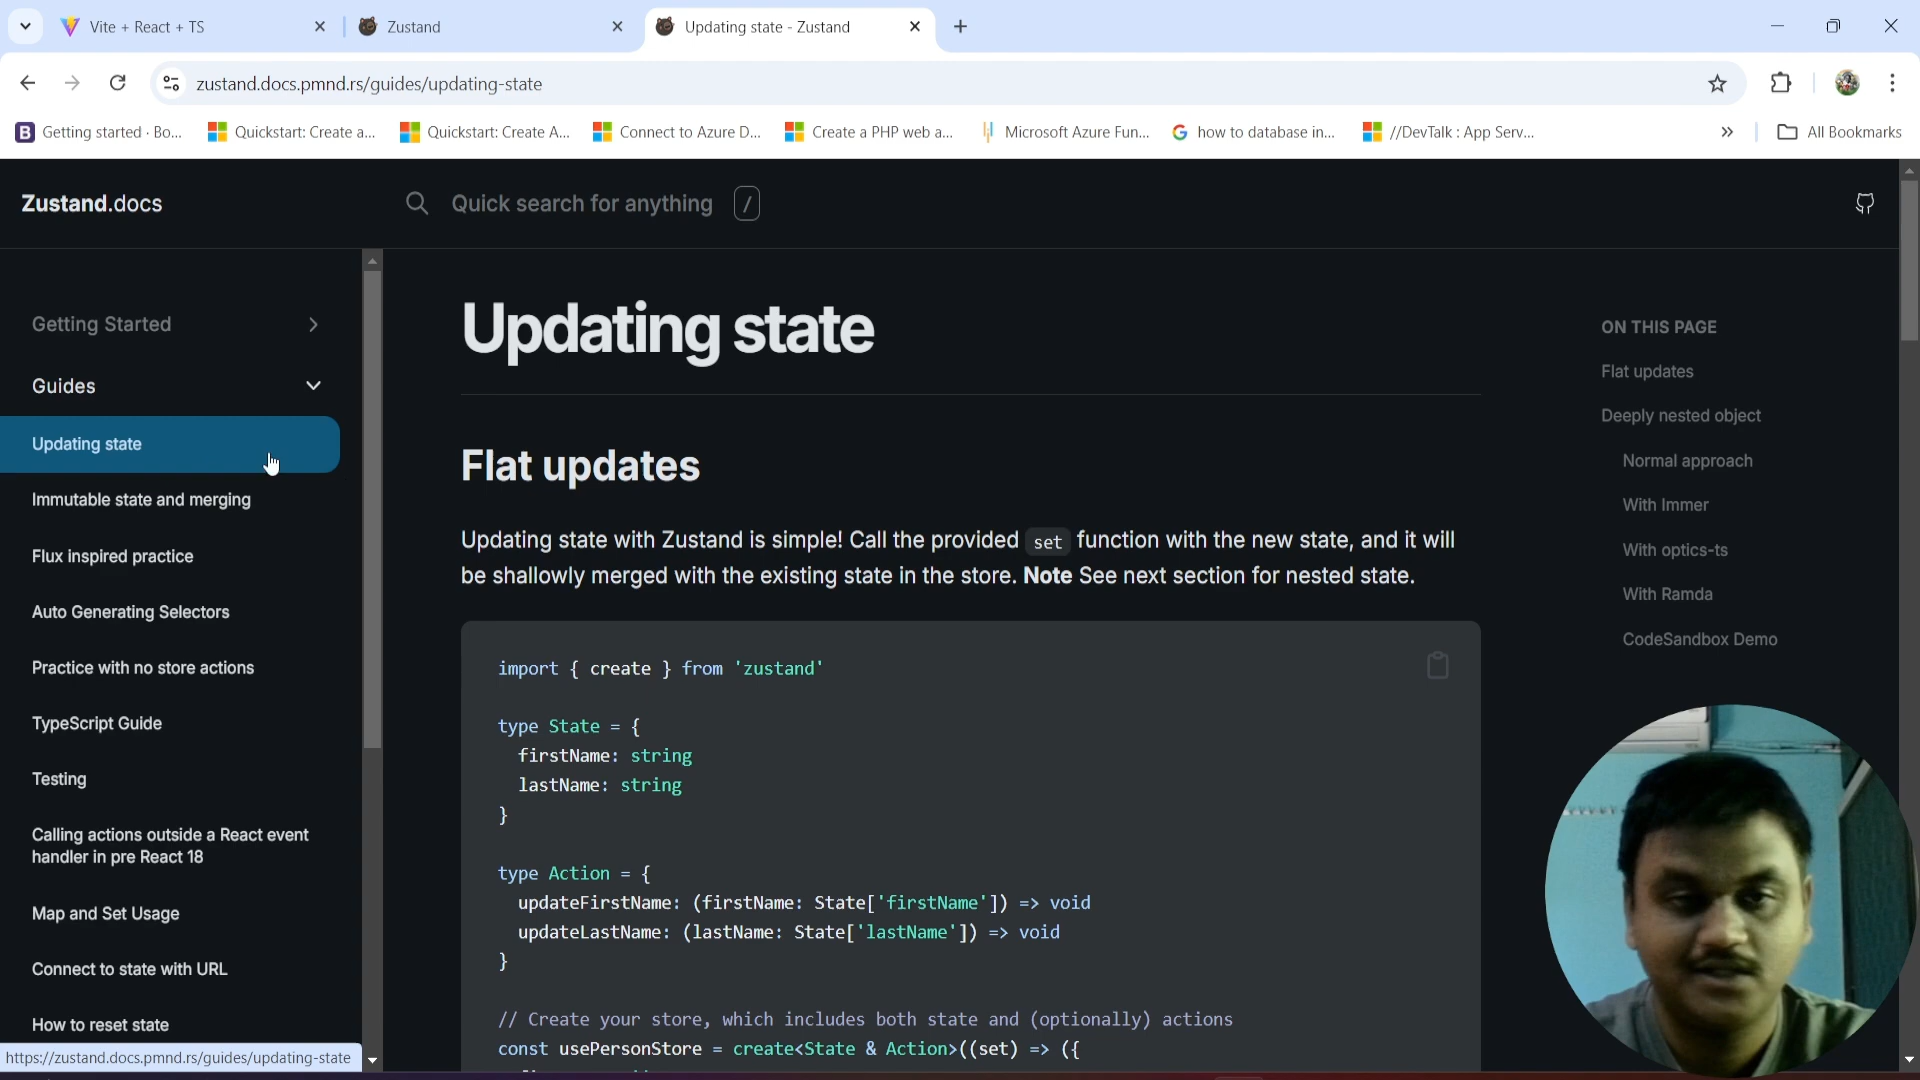 Vite + React + TS
Zustand
Updating state - Zustand
zustand.docs.pmnd.rs/guides/updating-state
B Getting started · Bo...
Quickstart: Create a...
Quickstart: Create A...
Connect to Azure D...
Create a PHP web a...
Microsoft Azure Fun...
how to database in...
//DevTalk : App Serv...
All Bookmarks
Zustand.docs
Quick search for anything /
Getting Started
Guides
Updating state
Immutable state and merging
Flux inspired practice
Auto Generating Selectors
Practice with no store actions
TypeScript Guide
Testing
Calling actions outside a React event
handler in pre React 18
Map and Set Usage
Connect to state with URL
How to reset state
https://zustand.docs.pmnd.rs/guides/updating-state
Updating state
Flat updates
Updating state with Zustand is simple! Call the provided set function with the new state, and it will
be shallowly merged with the existing state in the store. Note See next section for nested state.
import { create } from 'zustand'
type State = {
firstName: string
lastName: string
}
type Action = {
updateFirstName: (firstName: State['firstName']) => void
updateLastName: (lastName: State['lastName']) => void
}
// Create your store, which includes both state and (optionally) actions
const usePersonStore = create<State & Action>((set) => ({
ON THIS PAGE
Flat updates
Deeply nested object
Normal approach
With Immer
With optics-ts
With Ramda
CodeSandbox Demo